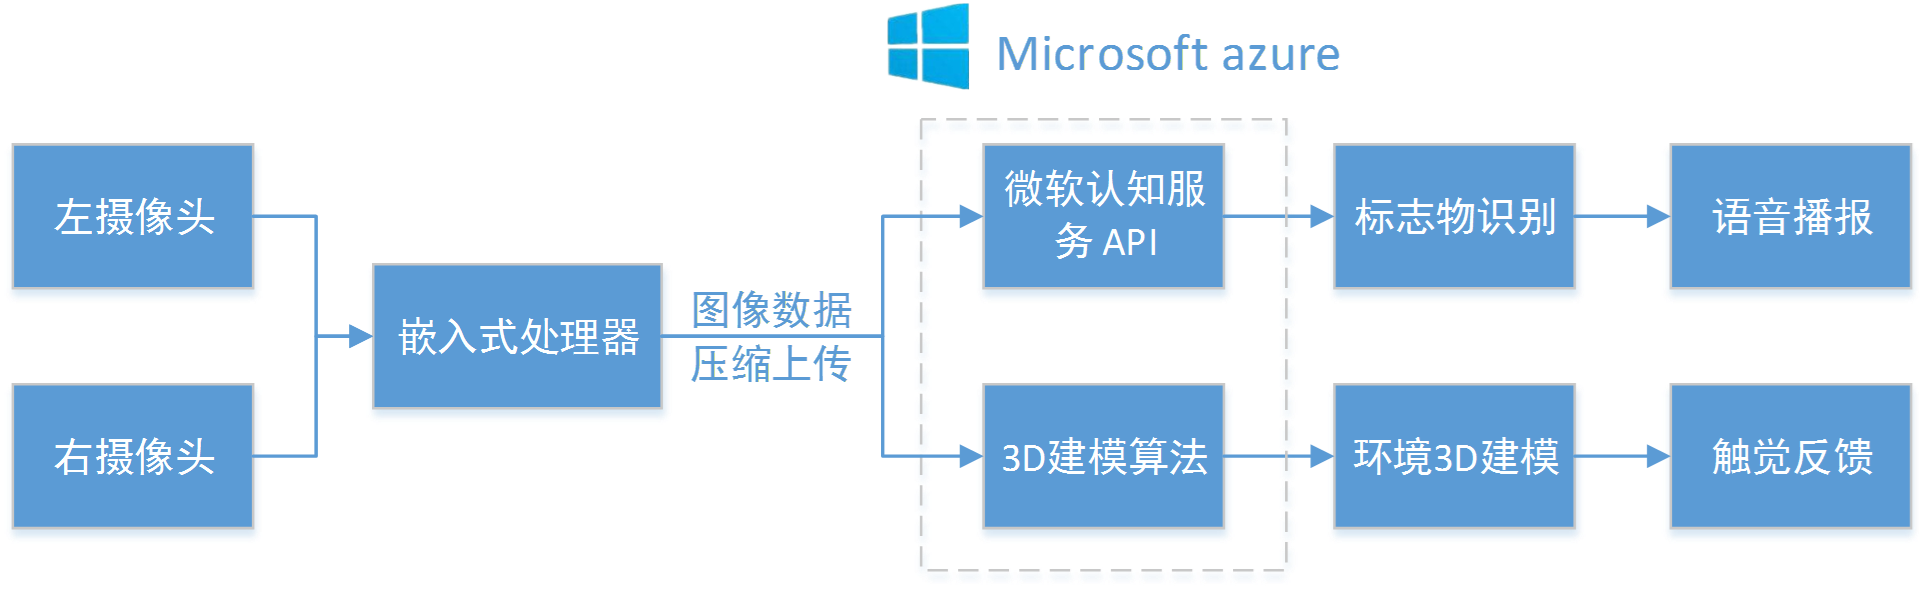 Microsoft azure
左摄像头
右摄像头
嵌入式处理器
图像数据
压缩上传
微软认知服
务 API
标志物识别
语音播报
3D建模算法
环境3D建模
触觉反馈